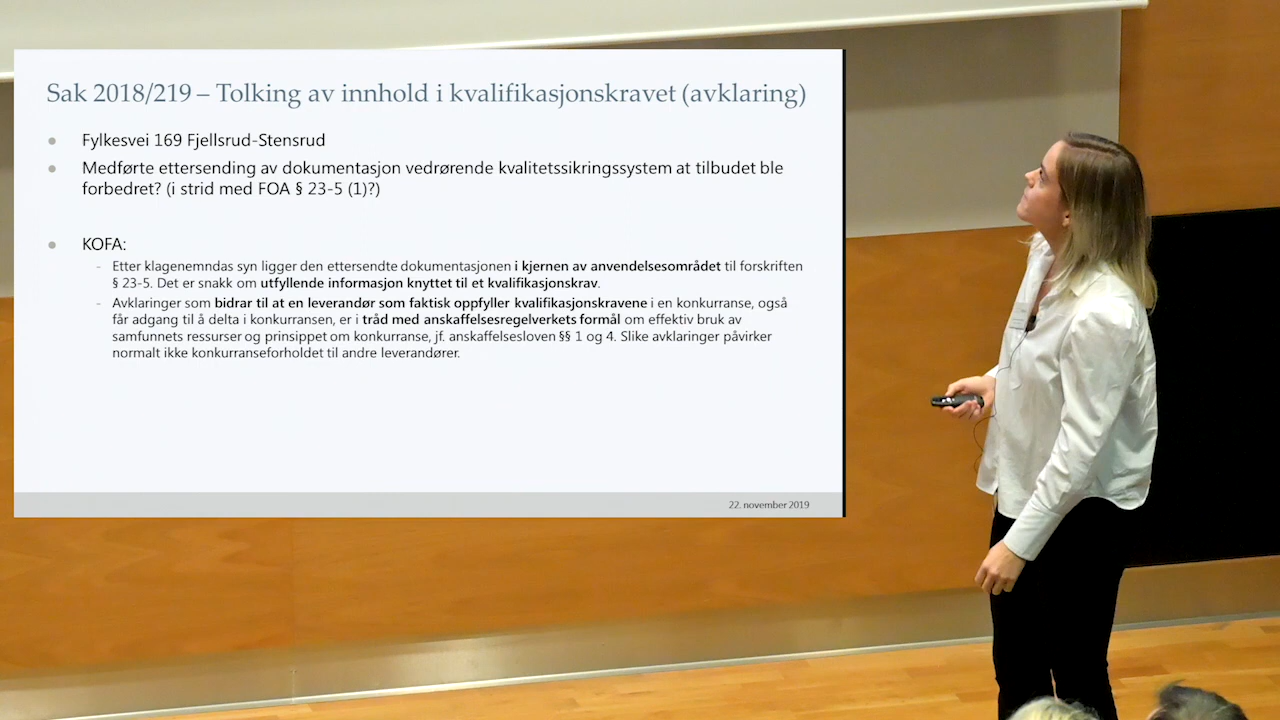 Sak 2018/219 – Tolking av innhold i kvalifikasjonskravet (avklaring)
● Fylkesvei 169 Fjellsrud-Stensrud
● Medførte ettersending av dokumentasjon vedrørende kvalitetssikringssystem at tilbudet ble
forbedret? (i strid med FOA § 23-5 (1)?)
● KOFA:
- Etter klagenemndas syn ligger den ettersendte dokumentasjonen i kjernen av anvendelsesområdet til forskriften
§ 23-5. Det er snakk om utfyllende informasjon knyttet til et kvalifikasjonskrav.
- Avklaringer som bidrar til at en leverandør som faktisk oppfyller kvalifikasjonskravene i en konkurranse, også
får adgang til å delta i konkurransen, er i tråd med anskaffelsesregelverkets formål om effektiv bruk av
samfunnets ressurser og prinsippet om konkurranse, jf. anskaffelsesloven §§ 1 og 4. Slike avklaringer påvirker
normalt ikke konkurranseforholdet til andre leverandører.
22. november 2019